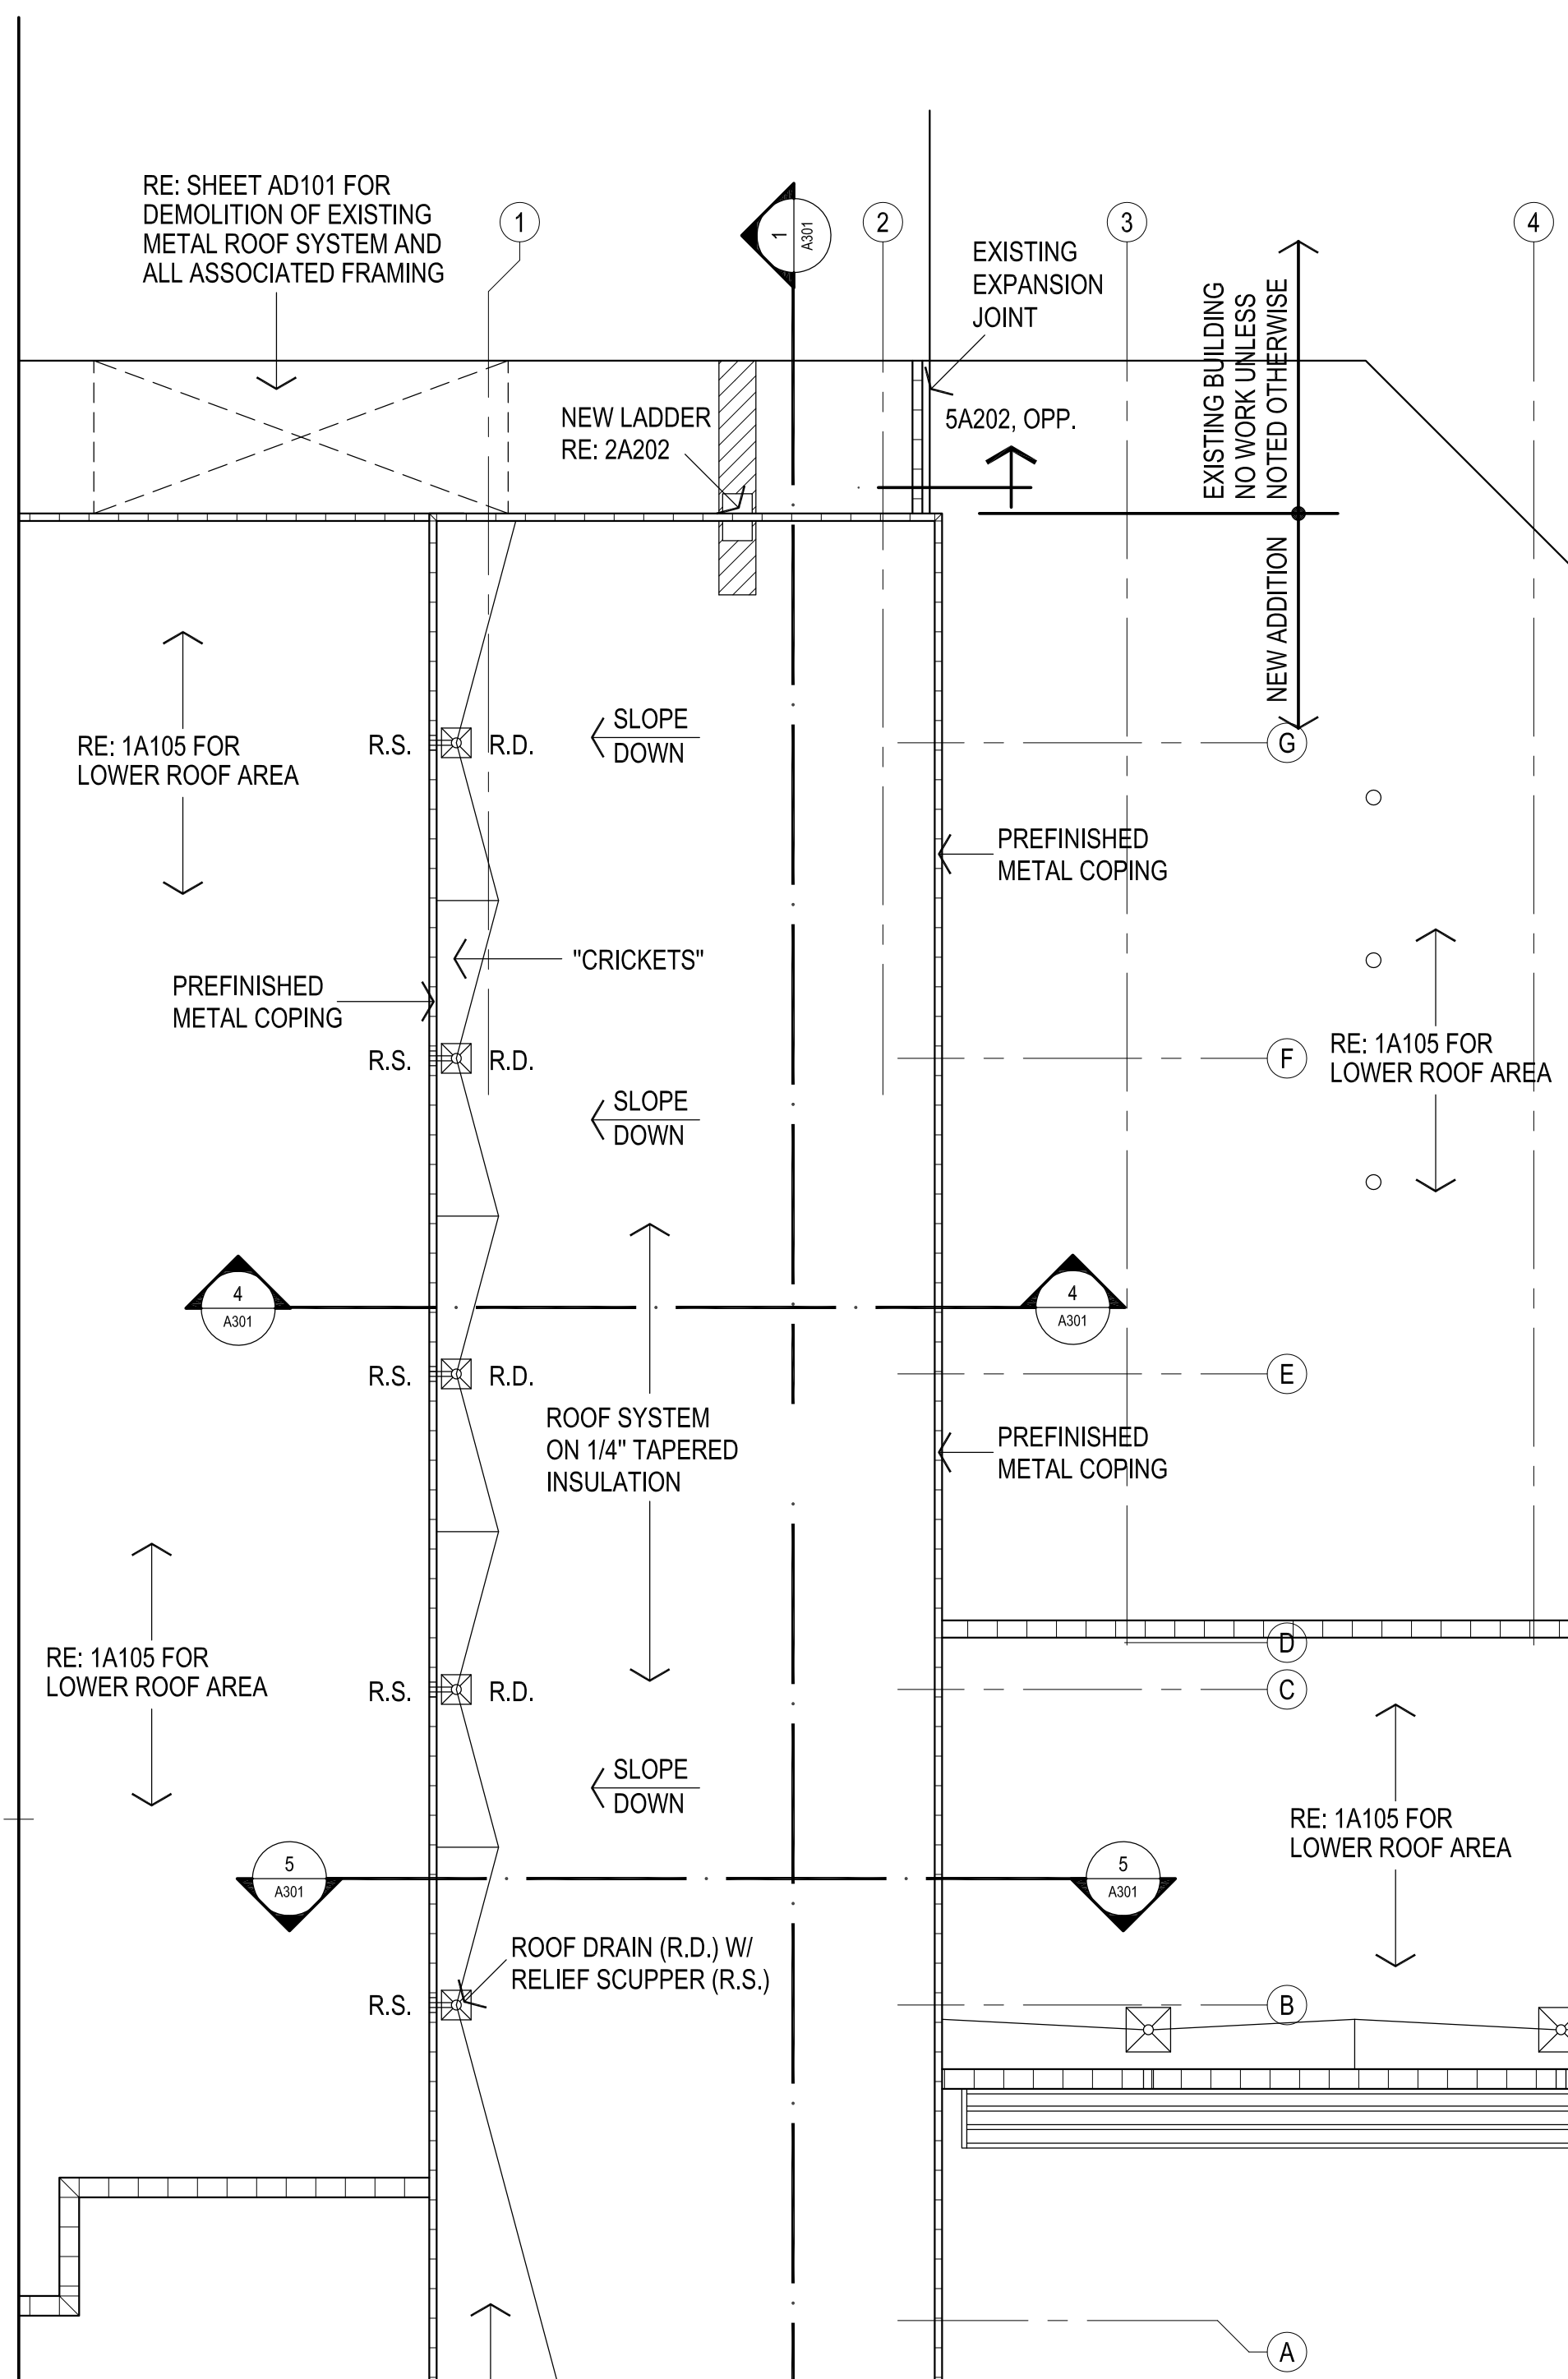 RE: SHEET AD101 FOR
DEMOLITION OF EXISTING
METAL ROOF SYSTEM AND
ALL ASSOCIATED FRAMING
1
1
A301
2
3
4
EXISTING
EXPANSION
JOINT
EXISTING BUILDING
NO WORK UNLESS
NOTED OTHERWISE
NEW LADDER
RE: 2A202
5A202, OPP.
NEW ADDITION
RE: 1A105 FOR
LOWER ROOF AREA
R.S.
R.D.
SLOPE
DOWN
G
PREFINISHED
METAL COPING
"CRICKETS"
PREFINISHED
METAL COPING
R.S.
R.D.
F
RE: 1A105 FOR
LOWER ROOF AREA
SLOPE
DOWN
4
A301
4
A301
R.S.
R.D.
E
ROOF SYSTEM
ON 1/4" TAPERED
INSULATION
PREFINISHED
METAL COPING
RE: 1A105 FOR
LOWER ROOF AREA
D
R.S.
R.D.
C
SLOPE
DOWN
RE: 1A105 FOR
LOWER ROOF AREA
5
A301
5
A301
ROOF DRAIN (R.D.) W/
RELIEF SCUPPER (R.S.)
R.S.
B
A